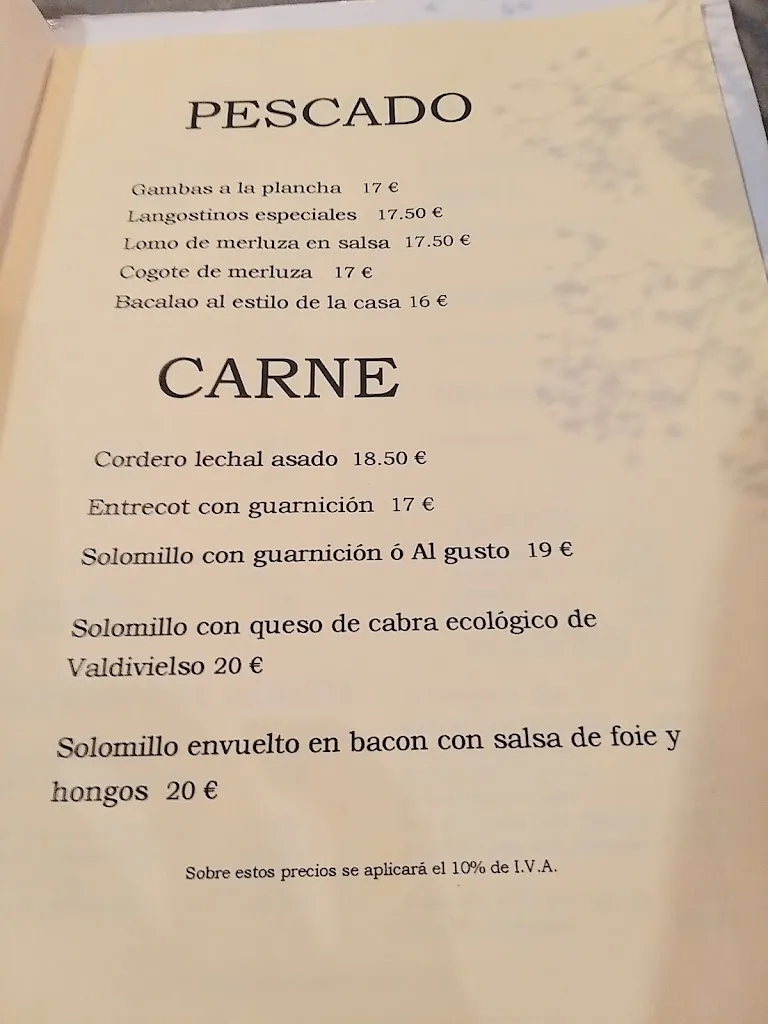 PESCADO
Gambas a la plancha 17 €
Langostinos especiales 17.50 €
Lomo de merluza en salsa 17.50 €
Cogote de merluza 17 €
Bacalao al estilo de la casa 16 €
CARNE
Cordero lechal asado 18.50 €
Entrecot con guarnición 17 €
Solomillo con guarnición ó Al gusto 19 €
Solomillo con queso de cabra ecológico de
Valdivielso 20 €
Solomillo envuelto en bacon con salsa de foie y
hongos 20 €
Sobre estos precios se aplicará el 10% de I.V.A.